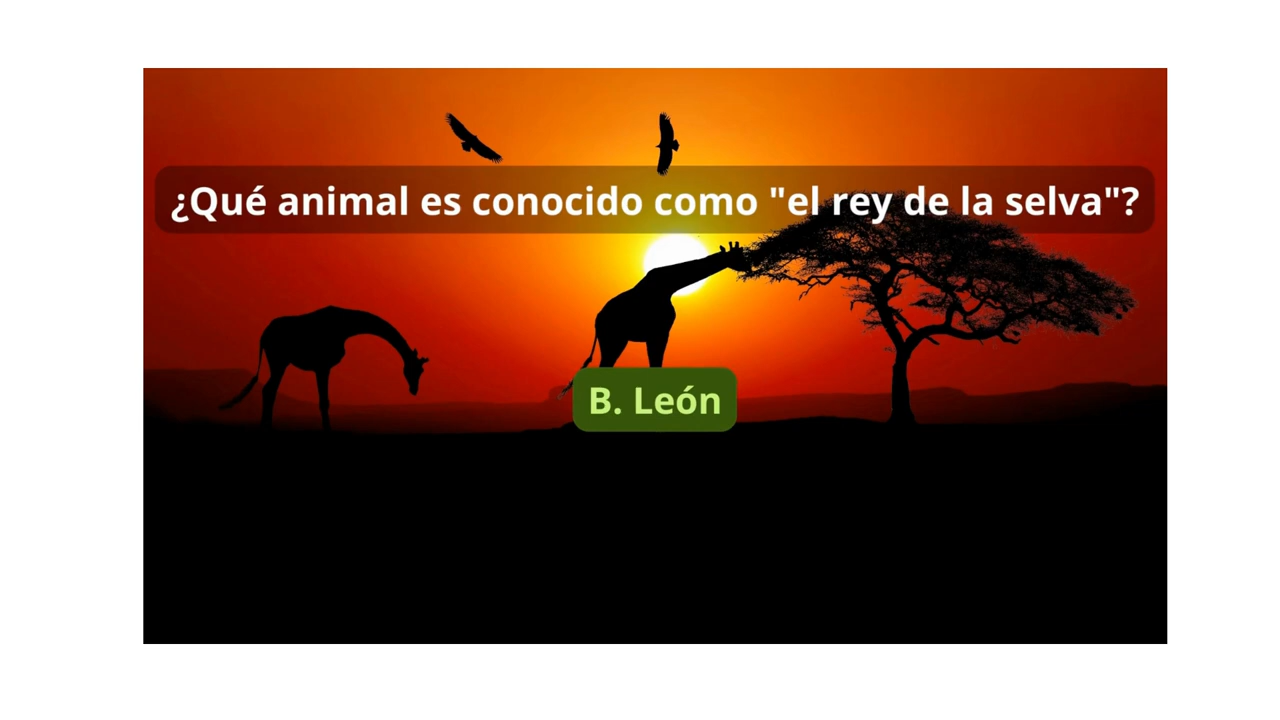 ¿Qué animal es conocido como "el rey de la selva"?
B. León